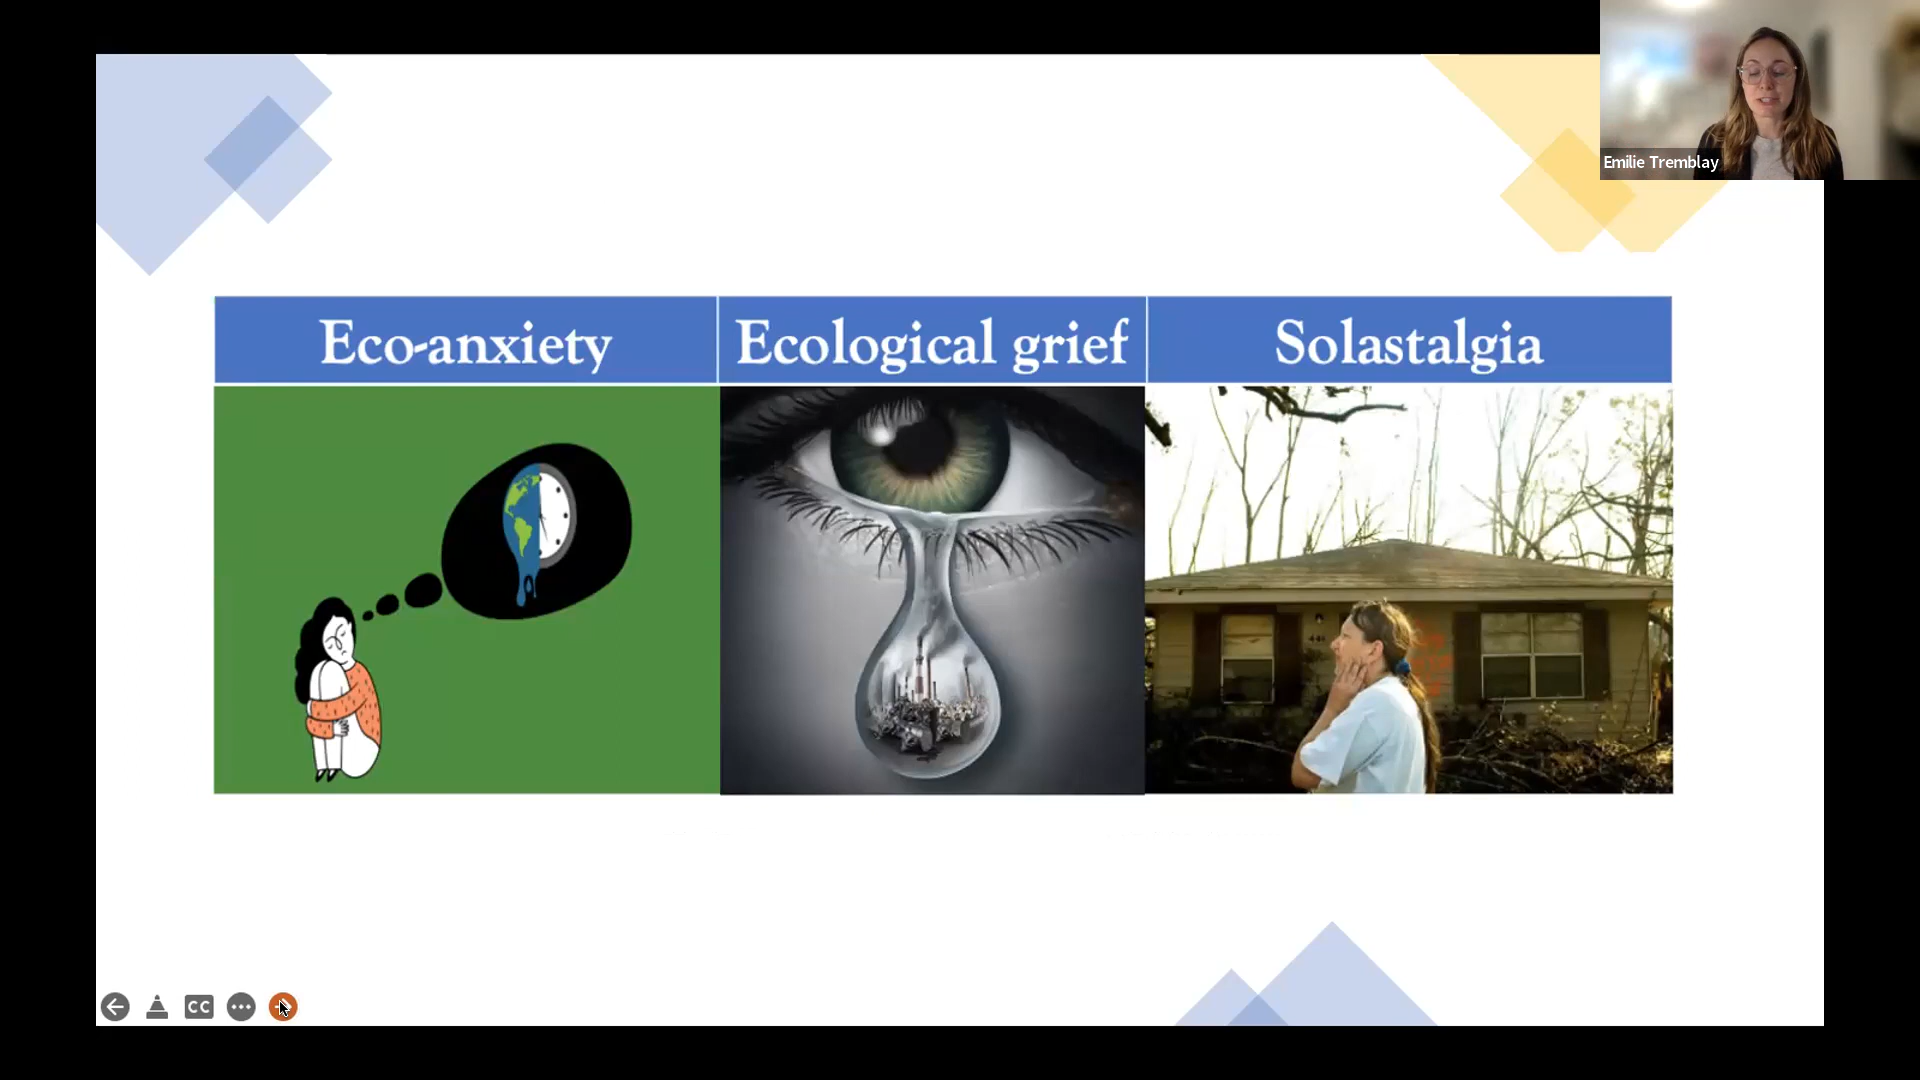 Emilie Tremblay
Eco-anxiety
Ecological grief
Solastalgia
CC